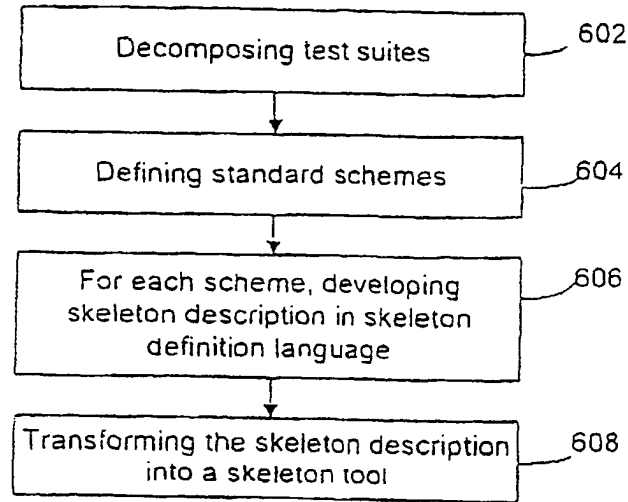 Decomposing test suites
602
Defining standard schemes
604
For each scheme, developing
skeleton description in skeleton
definition language
606
Transforming the skeleton description
into a skeleton tool
608